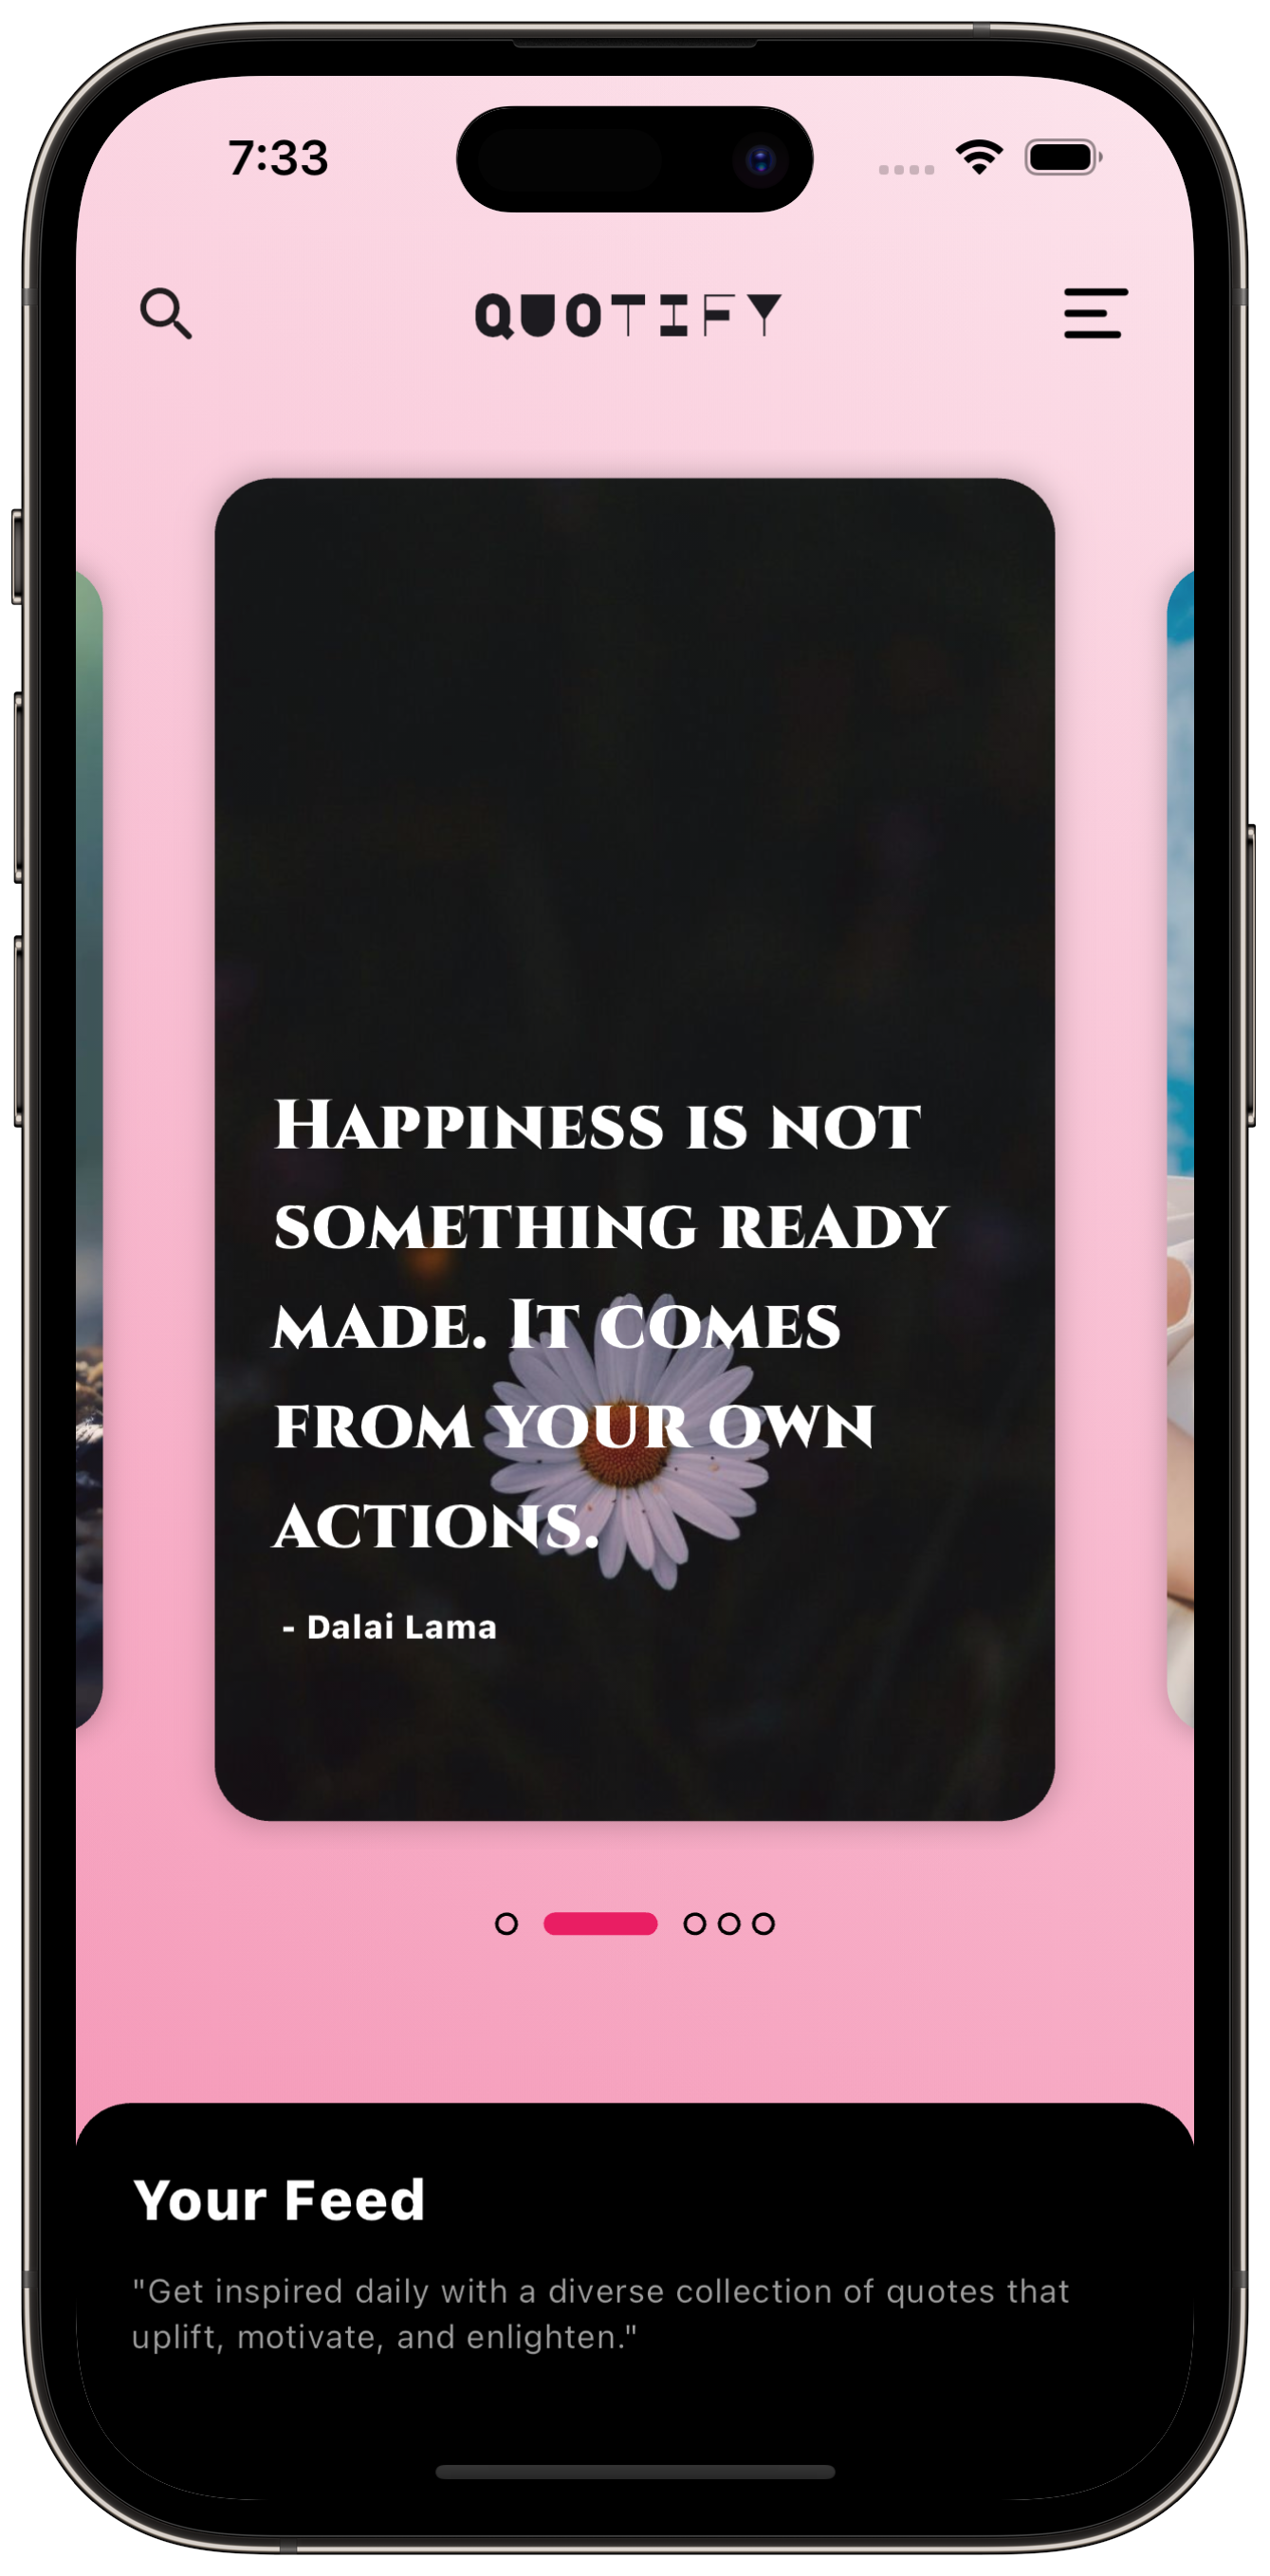 7:33
QUOTIFY
Happiness is not
something ready
made. It comes
from your own
actions.
- Dalai Lama
Your Feed
"Get inspired daily with a diverse collection of quotes that
uplift, motivate, and enlighten."